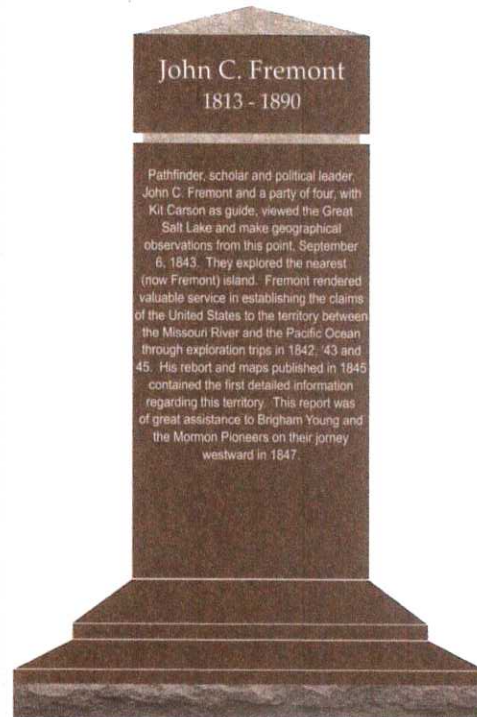 John C. Fremont
1813 - 1890
Pathfinder, scholar and political leader,
John C. Fremont and a party of four, with
Kit Carson as guide, viewed the Great
Salt Lake and make geographical
observations from this point, September
6, 1843. They explored the nearest
(now Fremont) island. Fremont rendered
valuable service in establishing the claims
of the United States to the territory between
the Missouri River and the Pacific Ocean
through exploration trips in 1842, '43 and
45. His rebort and maps published in 1845
contained the first detailed information
regarding this territory. This report was
of great assistance to Brigham Young and
the Mormon Pioneers on their jorney
westward in 1847.